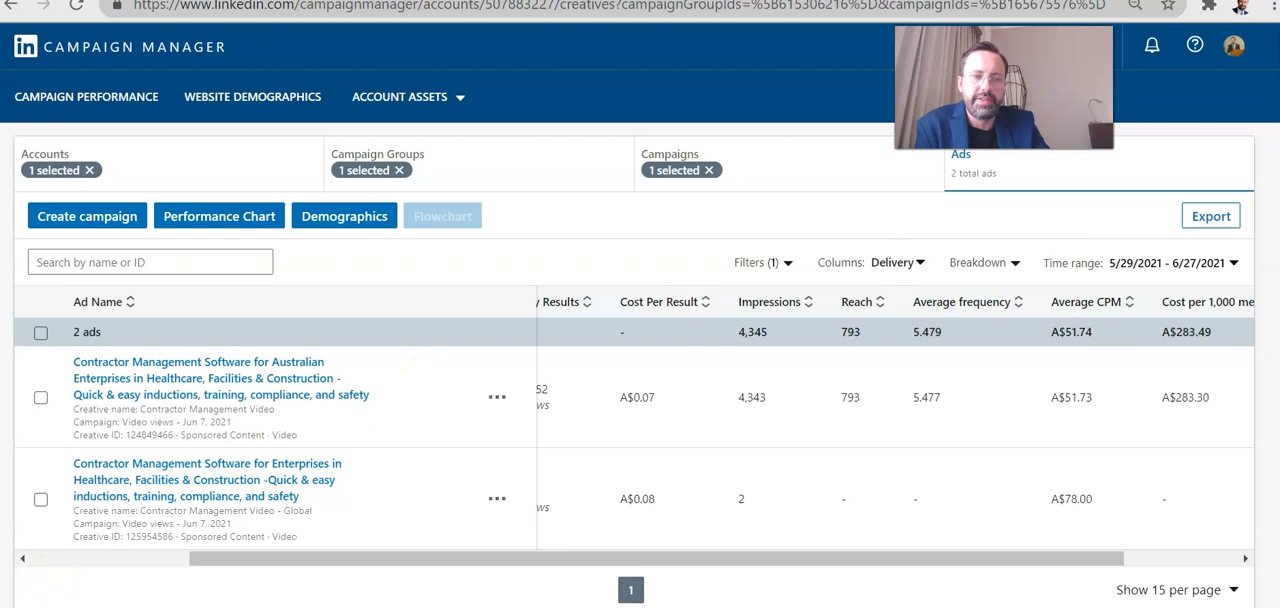 https://www.linkedin.com/campaignmanager/accounts/507883227/creatives?campaignGroupIds=%5B615306216%5D&campaignIds=%5B165675576%5D
in CAMPAIGN MANAGER
CAMPAIGN PERFORMANCE WEBSITE DEMOGRAPHICS ACCOUNT ASSETS
Accounts Campaign Groups Campaigns Ads
1 selected 1 selected 1 selected 2 total ads
Create campaign Performance Chart Demographics Flowchart Export
Search by name or ID Filters (1) Columns: Delivery Breakdown Time range: 5/29/2021 - 6/27/2021
Ad Name y Results Cost Per Result Impressions Reach Average frequency Average CPM Cost per 1,000 me
2 ads - 4,345 793 5.479 A$51.74 A$283.49
Contractor Management Software for Australian
Enterprises in Healthcare, Facilities & Construction -
Quick & easy inductions, training, compliance, and safety
Creative name: Contractor Management Video
Campaign: Video views - Jun 7, 2021
Creative ID: 124849466 · Sponsored Content · Video
52
ws
A$0.07 4,343 793 5.477 A$51.73 A$283.30
Contractor Management Software for Enterprises in
Healthcare, Facilities & Construction -Quick & easy
inductions, training, compliance, and safety
Creative name: Contractor Management Video - Global
Campaign: Video views - Jun 7, 2021
Creative ID: 125954586 · Sponsored Content · Video
ws
A$0.08 2 - - A$78.00 -
1 Show 15 per page